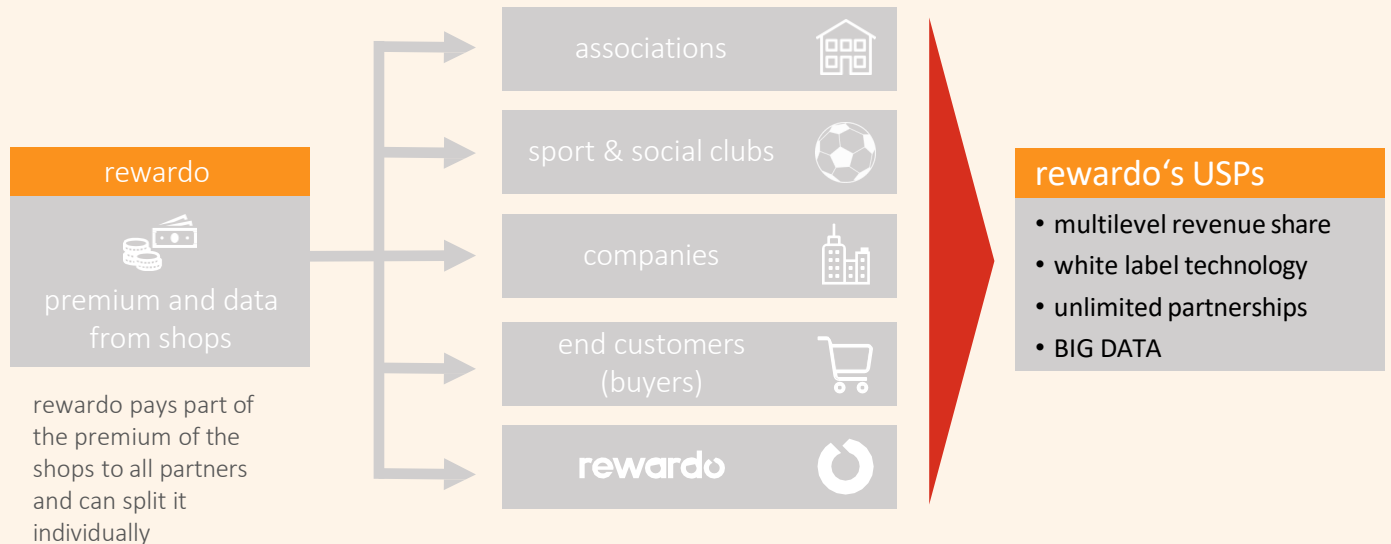 rewardo
premium and data
from shops
rewardo pays part of
the premium of the
shops to all partners
and can split it
individually
associations
sport & social clubs
companies
end customers
(buyers)
rewardo
rewardo‘s USPs
• multilevel revenue share
• white label technology
• unlimited partnerships
• BIG DATA